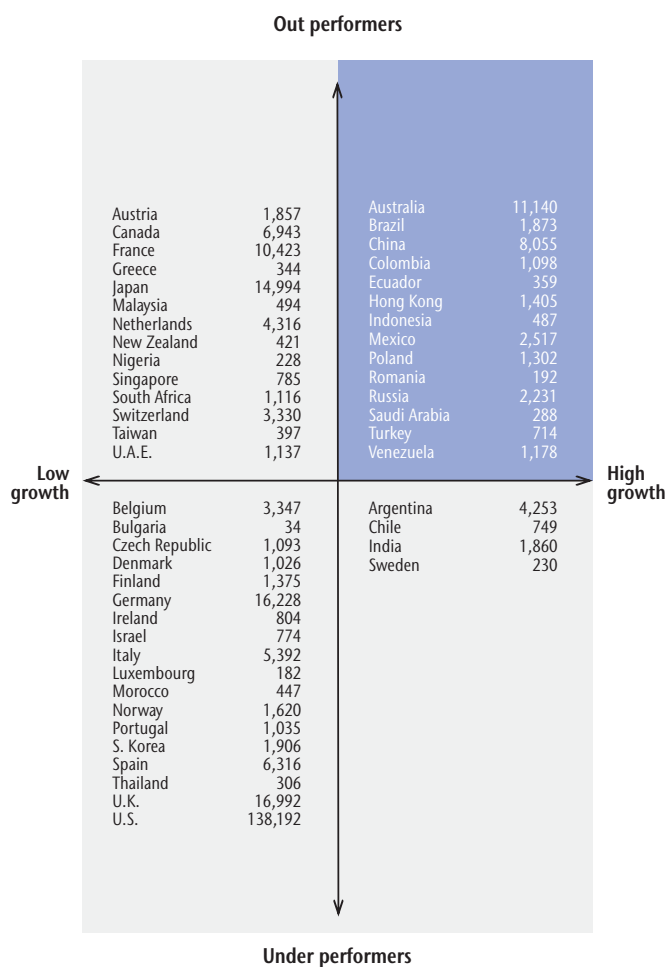 Out performers
Austria 1,857
Canada 6,943
France 10,423
Greece 344
Japan 14,994
Malaysia 494
Netherlands 4,316
New Zealand 421
Nigeria 228
Singapore 785
South Africa 1,116
Switzerland 3,330
Taiwan 397
U.A.E. 1,137
Australia 11,140
Brazil 1,873
China 8,055
Colombia 1,098
Ecuador 359
Hong Kong 1,405
Indonesia 487
Mexico 2,517
Poland 1,302
Romania 192
Russia 2,231
Saudi Arabia 288
Turkey 714
Venezuela 1,178
Low
growth
High
growth
Belgium 3,347
Bulgaria 34
Czech Republic 1,093
Denmark 1,026
Finland 1,375
Germany 16,228
Ireland 804
Israel 774
Italy 5,392
Luxembourg 182
Morocco 447
Norway 1,620
Portugal 1,035
S. Korea 1,906
Spain 6,316
Thailand 306
U.K. 16,992
U.S. 138,192
Argentina 4,253
Chile 749
India 1,860
Sweden 230
Under performers